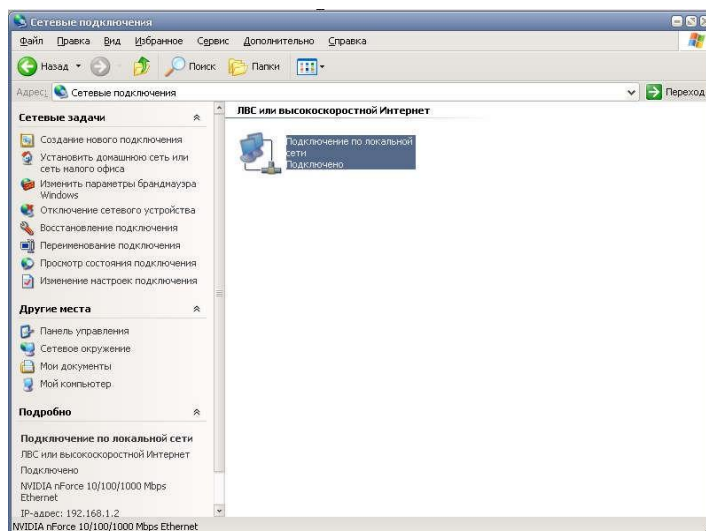 Сетевые подключения
Файл Правка Вид Избранное Сервис Дополнительно Справка
Назад Поиск Папки
Адрес: Сетевые подключения Переход
Сетевые задачи
Создание нового подключения
Установить домашнюю сеть или
сеть малого офиса
Изменить параметры брандмауэра
Windows
Отключение сетевого устройства
Восстановление подключения
Переименование подключения
Просмотр состояния подключения
Изменение настроек подключения
Другие места
Панель управления
Сетевое окружение
Мои документы
Мой компьютер
Подробно
Подключение по локальной сети
ЛВС или высокоскоростной Интернет
Подключено
NVIDIA nForce 10/100/1000 Mbps
Ethernet
IP-адрес: 192.168.1.2
ЛВС или высокоскоростной Интернет
Подключение по локальной
сети
Подключено
NVIDIA nForce 10/100/1000 Mbps Ethernet